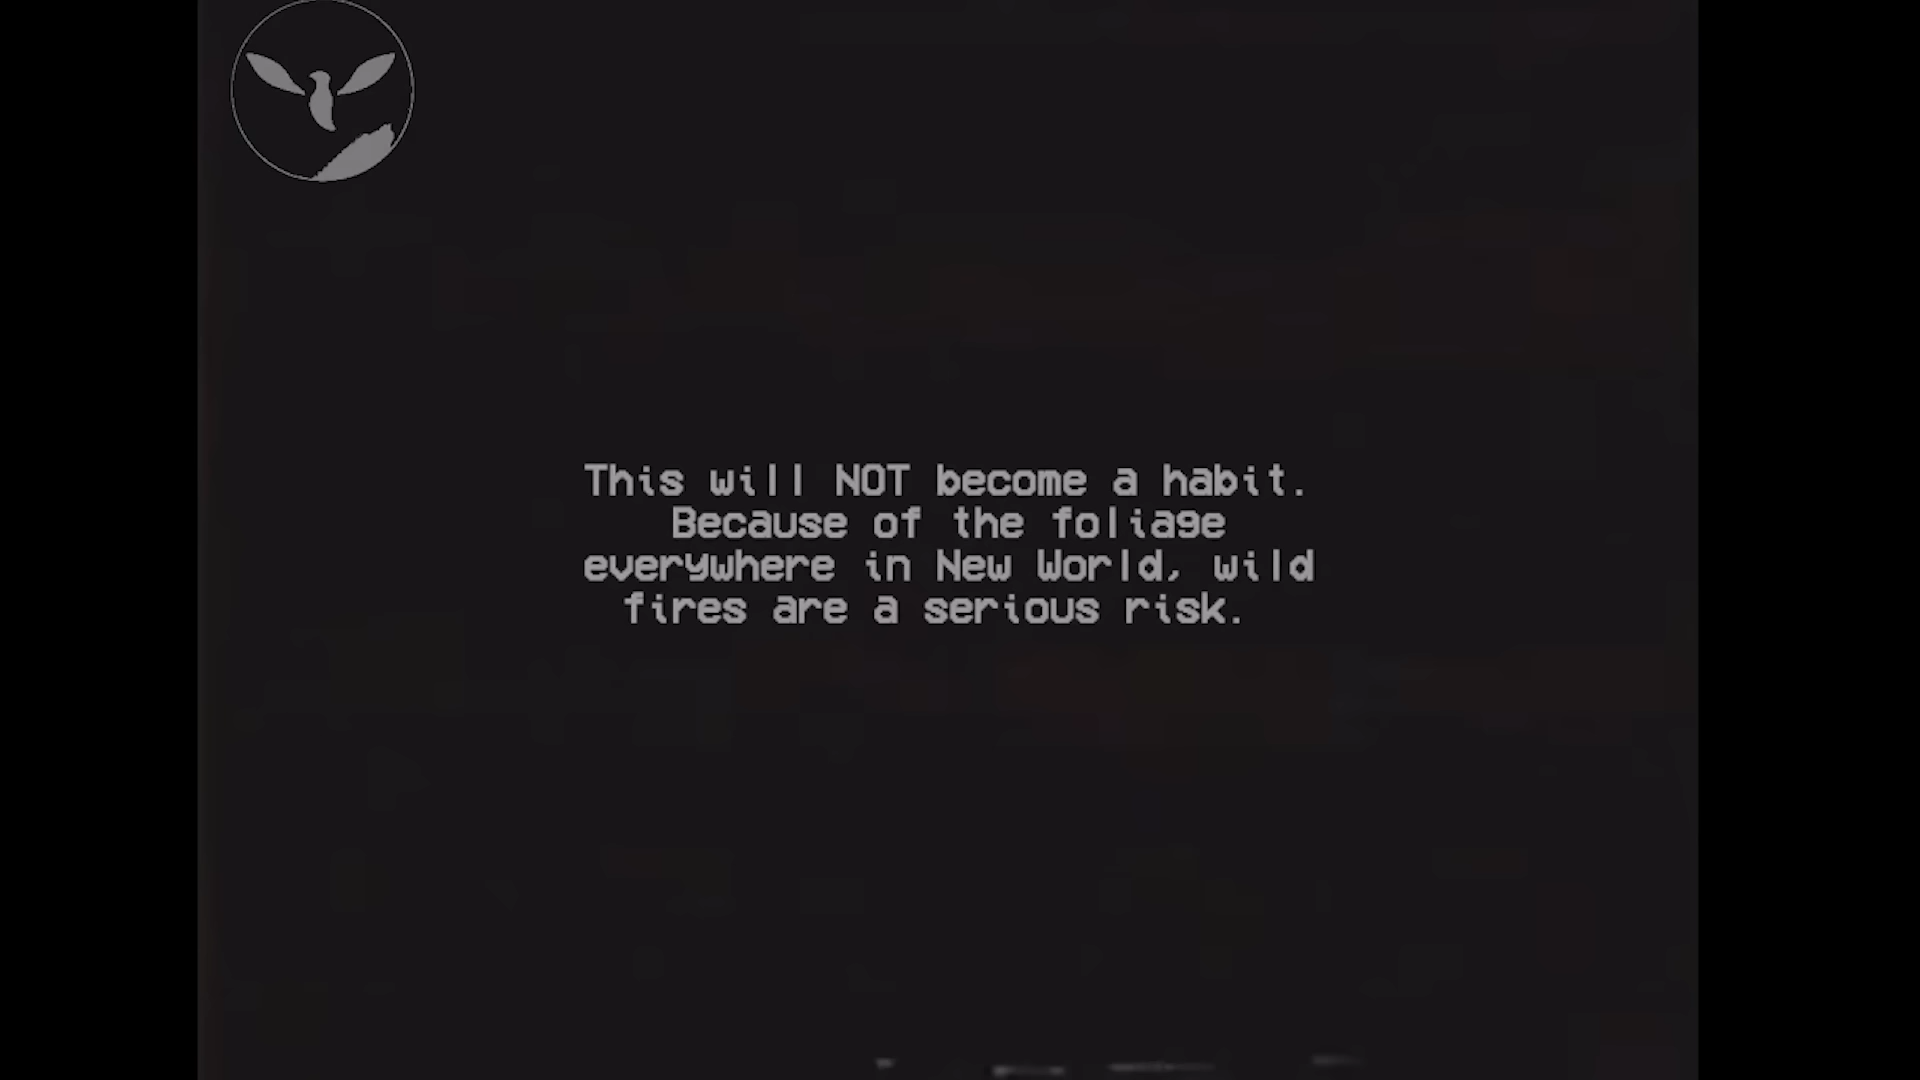 This will NOT become a habit.
Because of the foliage
everywhere in New World, wild
fires are a serious risk.